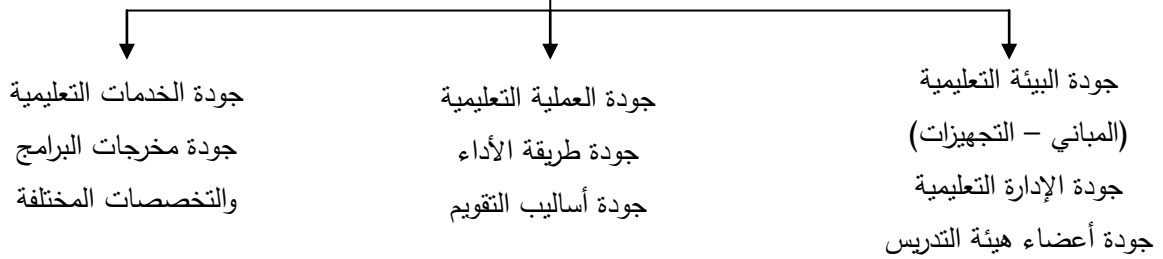 جودة البيئة التعليمية
(المباني – التجهيزات)
جودة الإدارة التعليمية
جودة أعضاء هيئة التدريس
جودة العملية التعليمية
جودة طريقة الأداء
جودة أساليب التقويم
جودة الخدمات التعليمية
جودة مخرجات البرامج
والتخصصات المختلفة